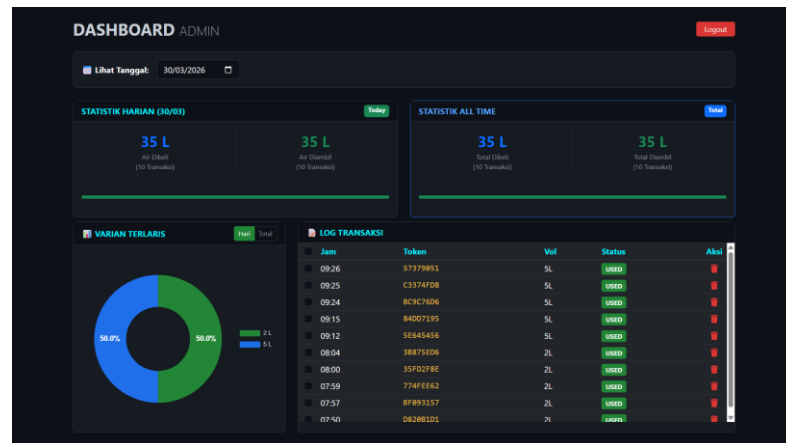 DASHBOARD ADMIN
Logout
Lihat Tanggal: 30/03/2026
STATISTIK HARIAN (30/03) Today
35 L 35 L
Air Dibeli Air Diambil
(10 Transaksi) (10 Transaksi)
STATISTIK ALL TIME Total
35 L 35 L
Total Dibeli Total Diambil
(10 Transaksi) (10 Transaksi)
VARIAN TERLARIS Hari Total
50.0% 50.0%
2 L
5 L
LOG TRANSAKSI
Jam Token Vol Status Aksi
09:26 57379051 5L USED
09:25 C3374FD8 5L USED
09:24 BC9C76D6 5L USED
09:15 84DD7195 5L USED
09:12 5E645456 5L USED
08:04 38875ED6 2L USED
08:00 35FD2F8E 2L USED
07:59 774FEE62 2L USED
07:57 BF093157 2L USED
07:50 D820B1D1 2L USED